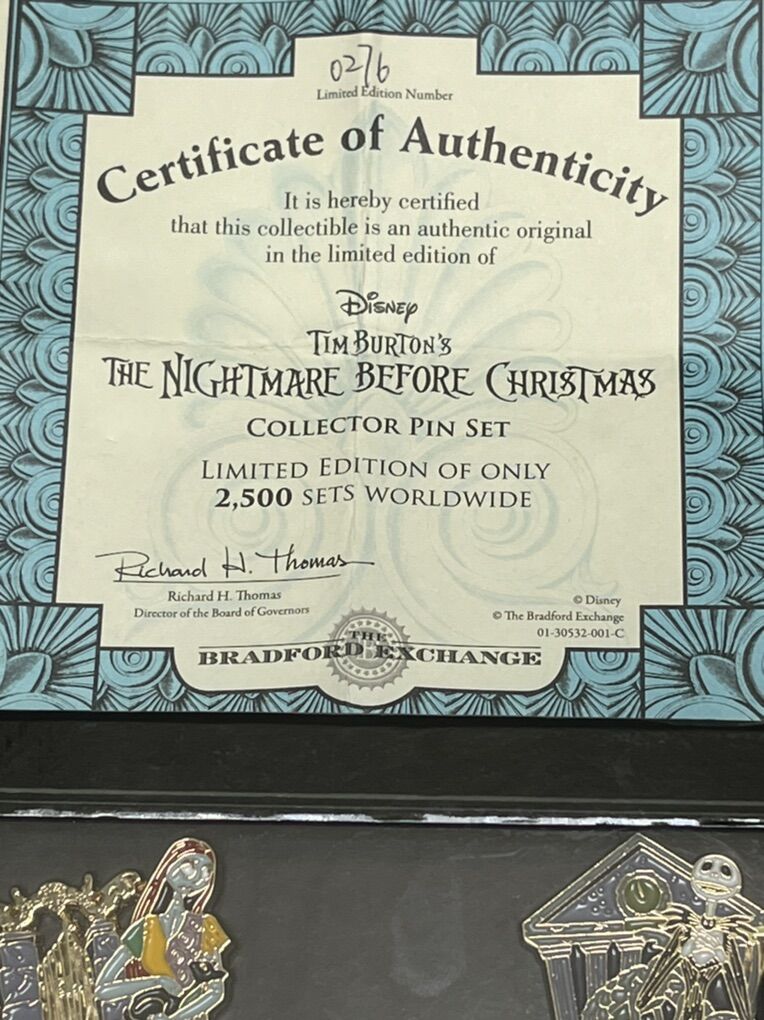 0276
Limited Edition Number
Certificate of Authenticity
It is hereby certified
that this collectible is an authentic original
in the limited edition of
Disney
Tim Burton's
The Nightmare Before Christmas
Collector Pin Set
Limited Edition of Only
2,500 Sets Worldwide
Richard H. Thomas
Richard H. Thomas
Director of the Board of Governors
© Disney
© The Bradford Exchange
01-30532-001-C
THE
BRADFORD EXCHANGE